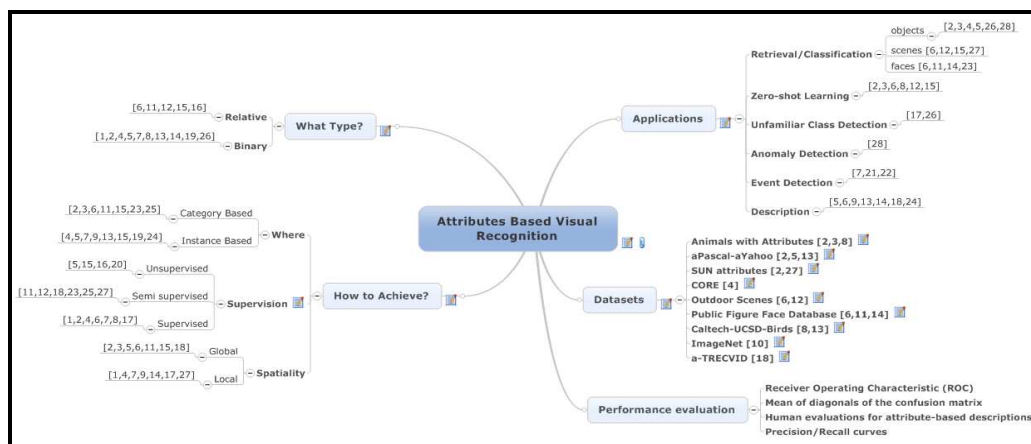 Attributes Based Visual
Recognition
What Type?
[6,11,12,15,16] Relative
[1,2,4,5,7,8,13,14,19,26] Binary
How to Achieve?
Where
[2,3,6,11,15,23,25] Category Based
[4,5,7,9,13,15,19,24] Instance Based
Supervision
[5,15,16,20] Unsupervised
[11,12,18,23,25,27] Semi supervised
[1,2,4,6,7,8,17] Supervised
Spatiality
[2,3,5,6,11,15,18] Global
[1,4,7,9,14,17,27] Local
Applications
Retrieval/Classification
objects [2,3,4,5,26,28]
scenes [6,12,15,27]
faces [6,11,14,23]
Zero-shot Learning [2,3,6,8,12,15]
Unfamiliar Class Detection [17,26]
Anomaly Detection [28]
Event Detection [7,21,22]
Description [5,6,9,13,14,18,24]
Datasets
Animals with Attributes [2,3,8]
aPascal-aYahoo [2,5,13]
SUN attributes [2,27]
CORE [4]
Outdoor Scenes [6,12]
Public Figure Face Database [6,11,14]
Caltech-UCSD-Birds [8,13]
ImageNet [10]
a-TRECVID [18]
Performance evaluation
Receiver Operating Characteristic (ROC)
Mean of diagonals of the confusion matrix
Human evaluations for attribute-based descriptions
Precision/Recall curves